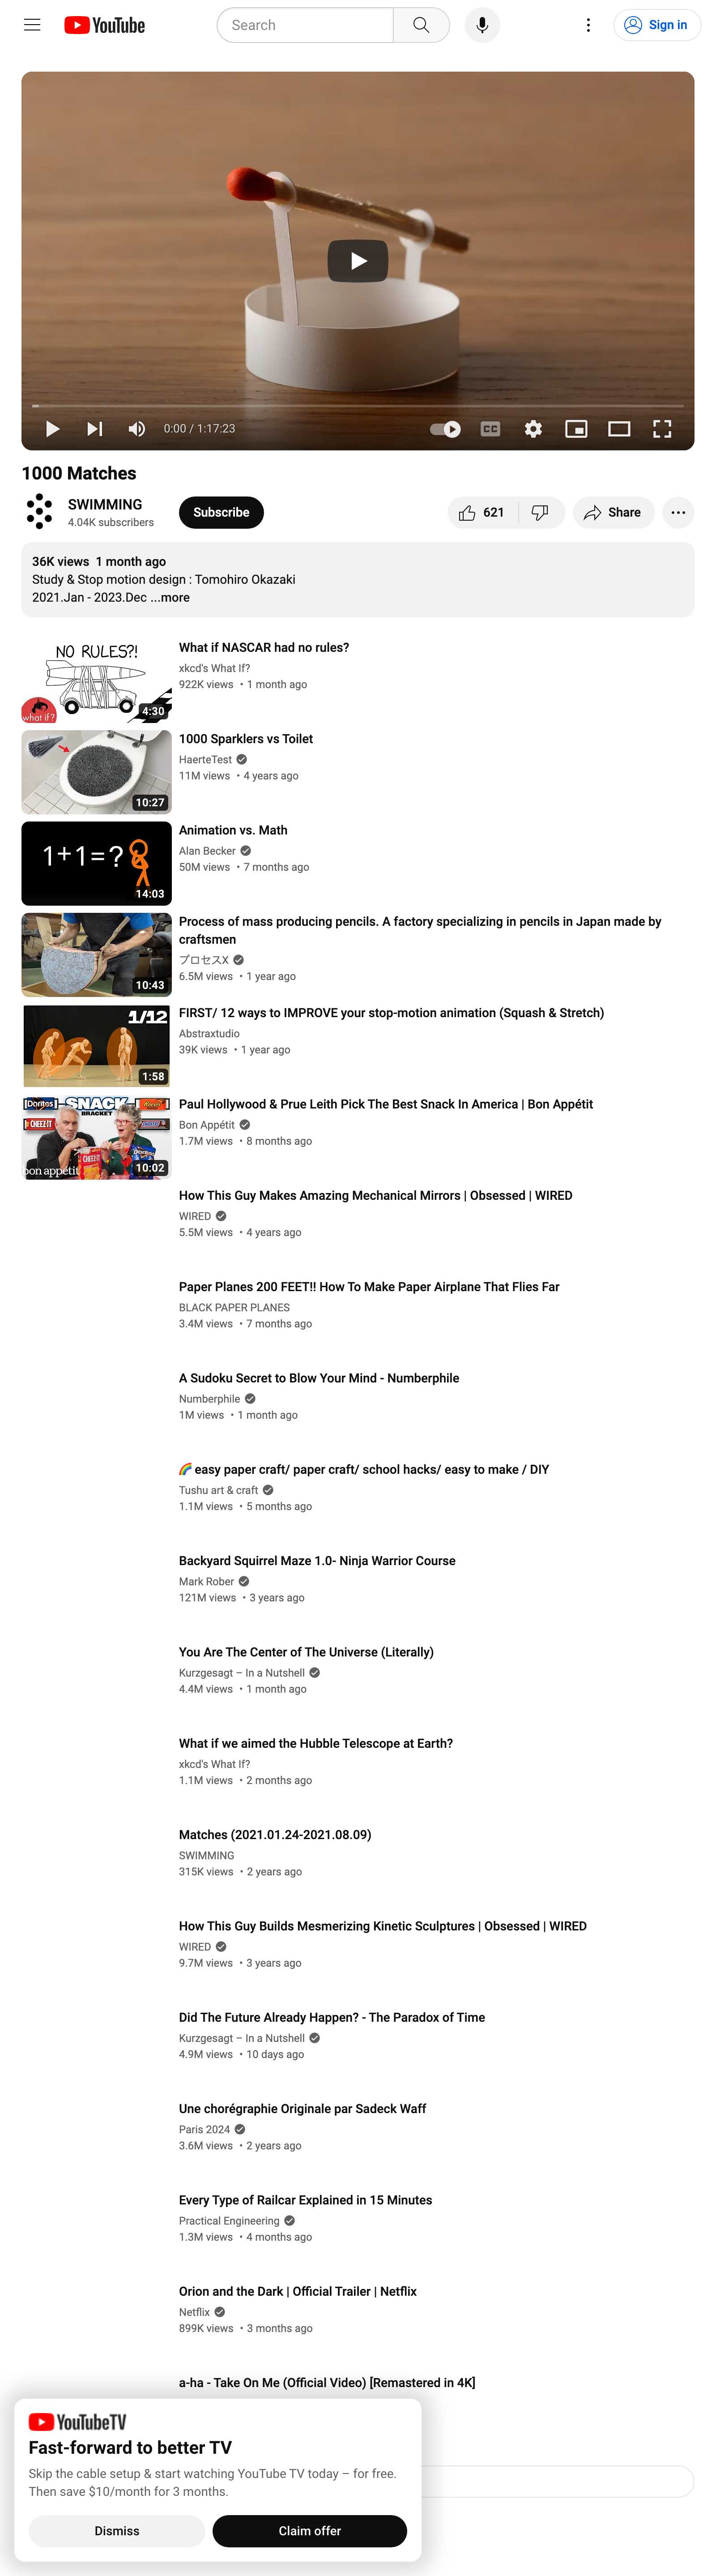 YouTube
Search
Sign in
0:00 / 1:17:23
CC
1000 Matches
SWIMMING
4.04K subscribers
Subscribe
621
Share
36K views 1 month ago
Study & Stop motion design : Tomohiro Okazaki
2021.Jan - 2023.Dec ...more
NO RULES?!
what if?
4:30
What if NASCAR had no rules?
xkcd's What If?
922K views • 1 month ago
10:27
1000 Sparklers vs Toilet
HaerteTest
11M views • 4 years ago
1+1=?
14:03
Animation vs. Math
Alan Becker
50M views • 7 months ago
10:43
Process of mass producing pencils. A factory specializing in pencils in Japan made by
craftsmen
プロセスX
6.5M views • 1 year ago
1/12
1:58
FIRST/ 12 ways to IMPROVE your stop-motion animation (Squash & Stretch)
Abstraxtudio
39K views • 1 year ago
Doritos
SNACK
BRACKET
CHEEZ-IT
bon appétit
10:02
Paul Hollywood & Prue Leith Pick The Best Snack In America | Bon Appétit
Bon Appétit
1.7M views • 8 months ago
How This Guy Makes Amazing Mechanical Mirrors | Obsessed | WIRED
WIRED
5.5M views • 4 years ago
Paper Planes 200 FEET!! How To Make Paper Airplane That Flies Far
BLACK PAPER PLANES
3.4M views • 7 months ago
A Sudoku Secret to Blow Your Mind - Numberphile
Numberphile
1M views • 1 month ago
🌈 easy paper craft/ paper craft/ school hacks/ easy to make / DIY
Tushu art & craft
1.1M views • 5 months ago
Backyard Squirrel Maze 1.0- Ninja Warrior Course
Mark Rober
121M views • 3 years ago
You Are The Center of The Universe (Literally)
Kurzgesagt – In a Nutshell
4.4M views • 1 month ago
What if we aimed the Hubble Telescope at Earth?
xkcd's What If?
1.1M views • 2 months ago
Matches (2021.01.24-2021.08.09)
SWIMMING
315K views • 2 years ago
How This Guy Builds Mesmerizing Kinetic Sculptures | Obsessed | WIRED
WIRED
9.7M views • 3 years ago
Did The Future Already Happen? - The Paradox of Time
Kurzgesagt – In a Nutshell
4.9M views • 10 days ago
Une chorégraphie Originale par Sadeck Waff
Paris 2024
3.6M views • 2 years ago
Every Type of Railcar Explained in 15 Minutes
Practical Engineering
1.3M views • 4 months ago
Orion and the Dark | Official Trailer | Netflix
Netflix
899K views • 3 months ago
a-ha - Take On Me (Official Video) [Remastered in 4K]
YouTubeTV
Fast-forward to better TV
Skip the cable setup & start watching YouTube TV today – for free.
Then save $10/month for 3 months.
Dismiss
Claim offer